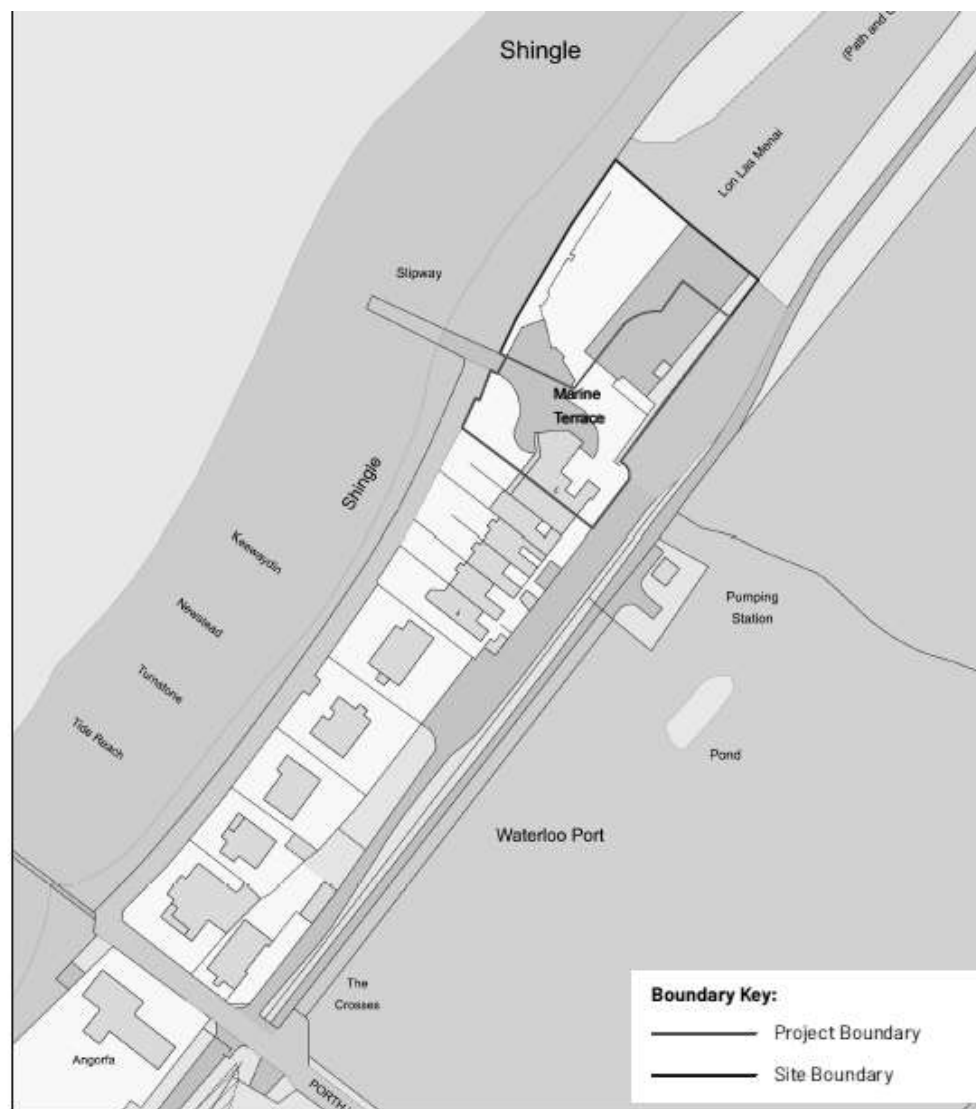 Shingle
(Path and
Lon Las Menai
Slipway
Marine
Terrace
Shingle
Keewaydin
Newstead
Turnstone
Tide Reach
Pumping
Station
Pond
Waterloo Port
The
Crosses
Angorfa
PORTH
Boundary Key:
Project Boundary
Site Boundary